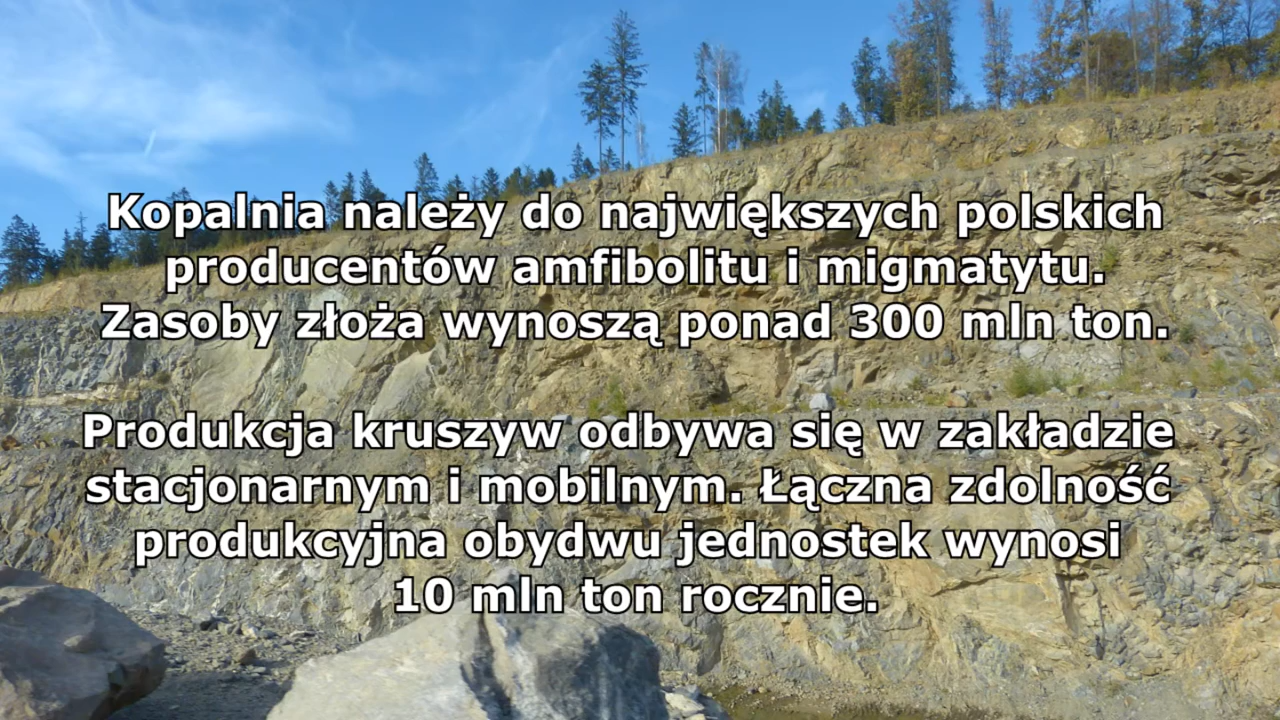 Kopalnia należy do największych polskich
producentów amfibolitu i migmatytu.
Zasoby złoża wynoszą ponad 300 mln ton.
Produkcja kruszyw odbywa się w zakładzie
stacjonarnym i mobilnym. Łączna zdolność
produkcyjna obydwu jednostek wynosi
10 mln ton rocznie.